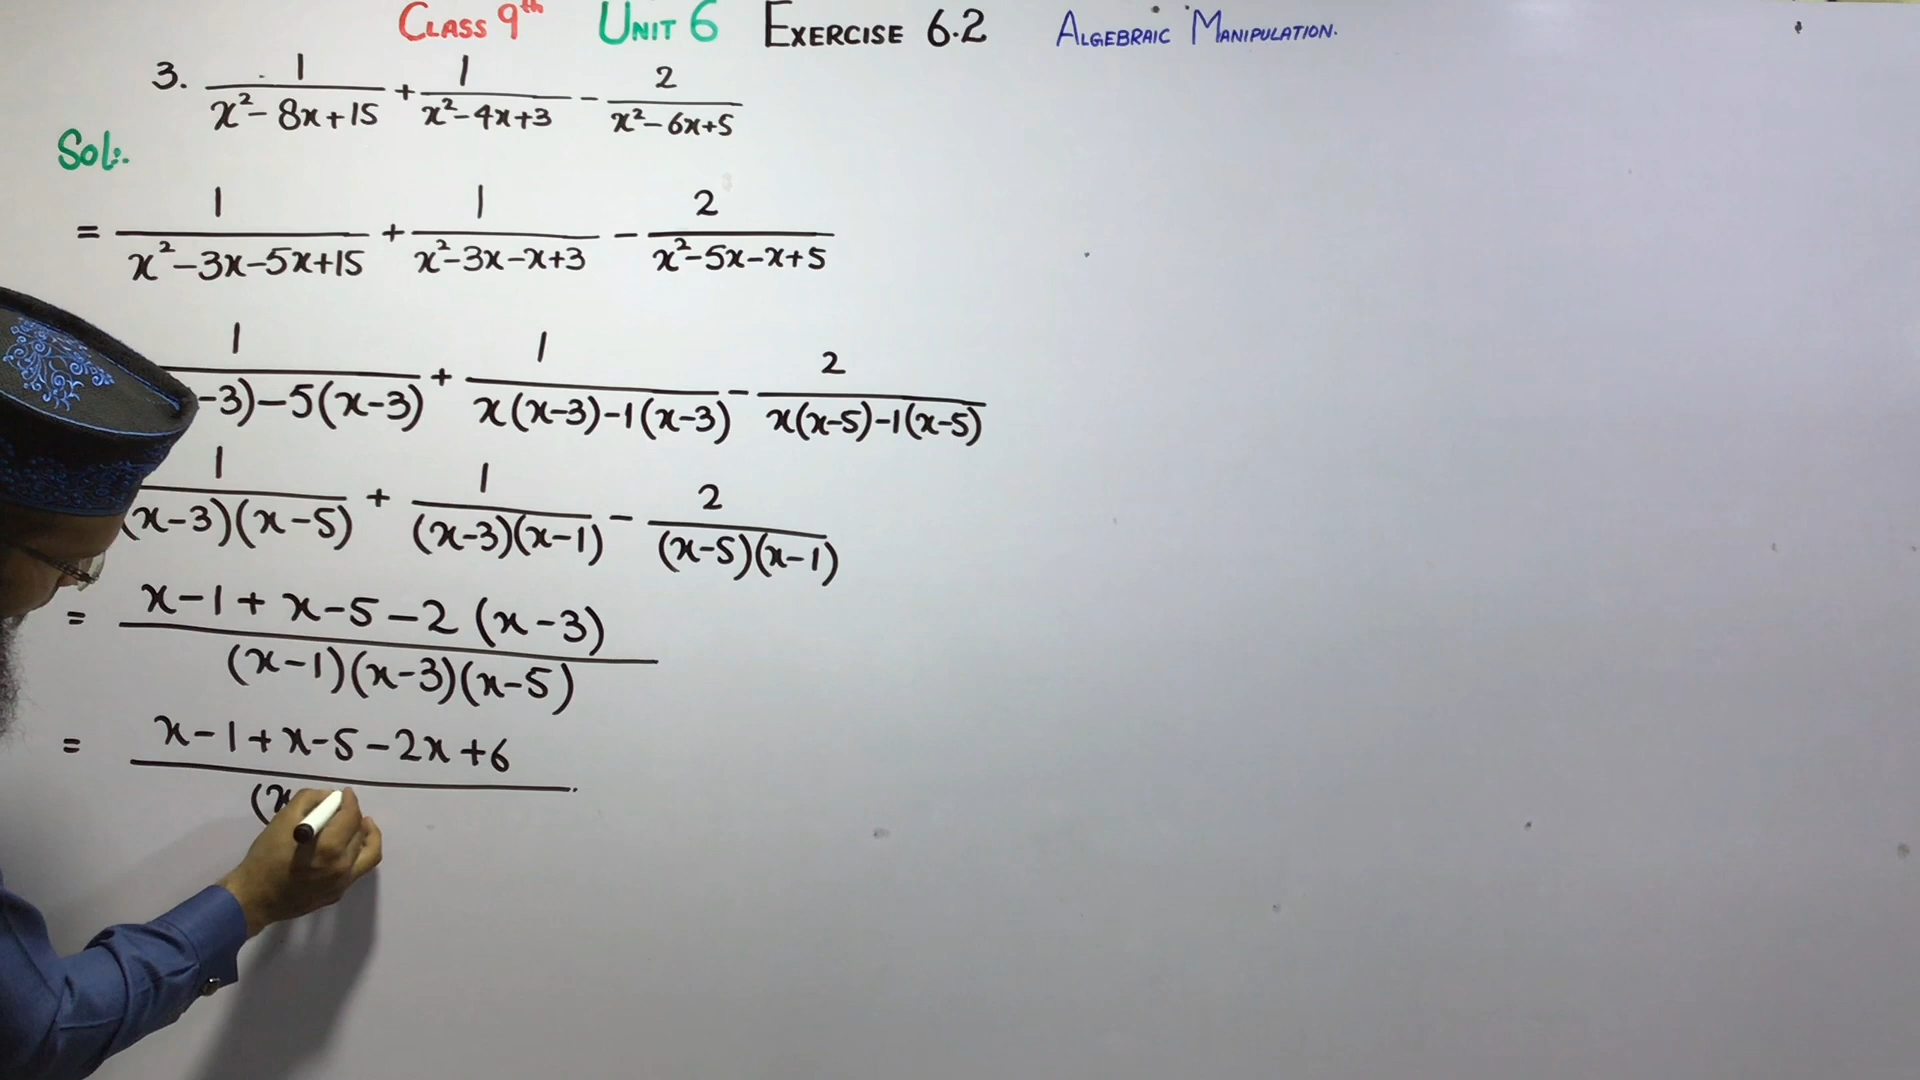 CLASS 9th UNIT 6 EXERCISE 6.2 ALGEBRAIC MANIPULATION.
3. 1/(x²-8x+15) + 1/(x²-4x+3) - 2/(x²-6x+5)
Sol:.
= 1/(x²-3x-5x+15) + 1/(x²-3x-x+3) - 2/(x²-5x-x+5)
1/(-3)-5(x-3) + 1/(x(x-3)-1(x-3)) - 2/(x(x-5)-1(x-5))
1/((x-3)(x-5)) + 1/((x-3)(x-1)) - 2/((x-5)(x-1))
= (x-1+x-5-2(x-3))/((x-1)(x-3)(x-5))
= (x-1+x-5-2x+6)/(x